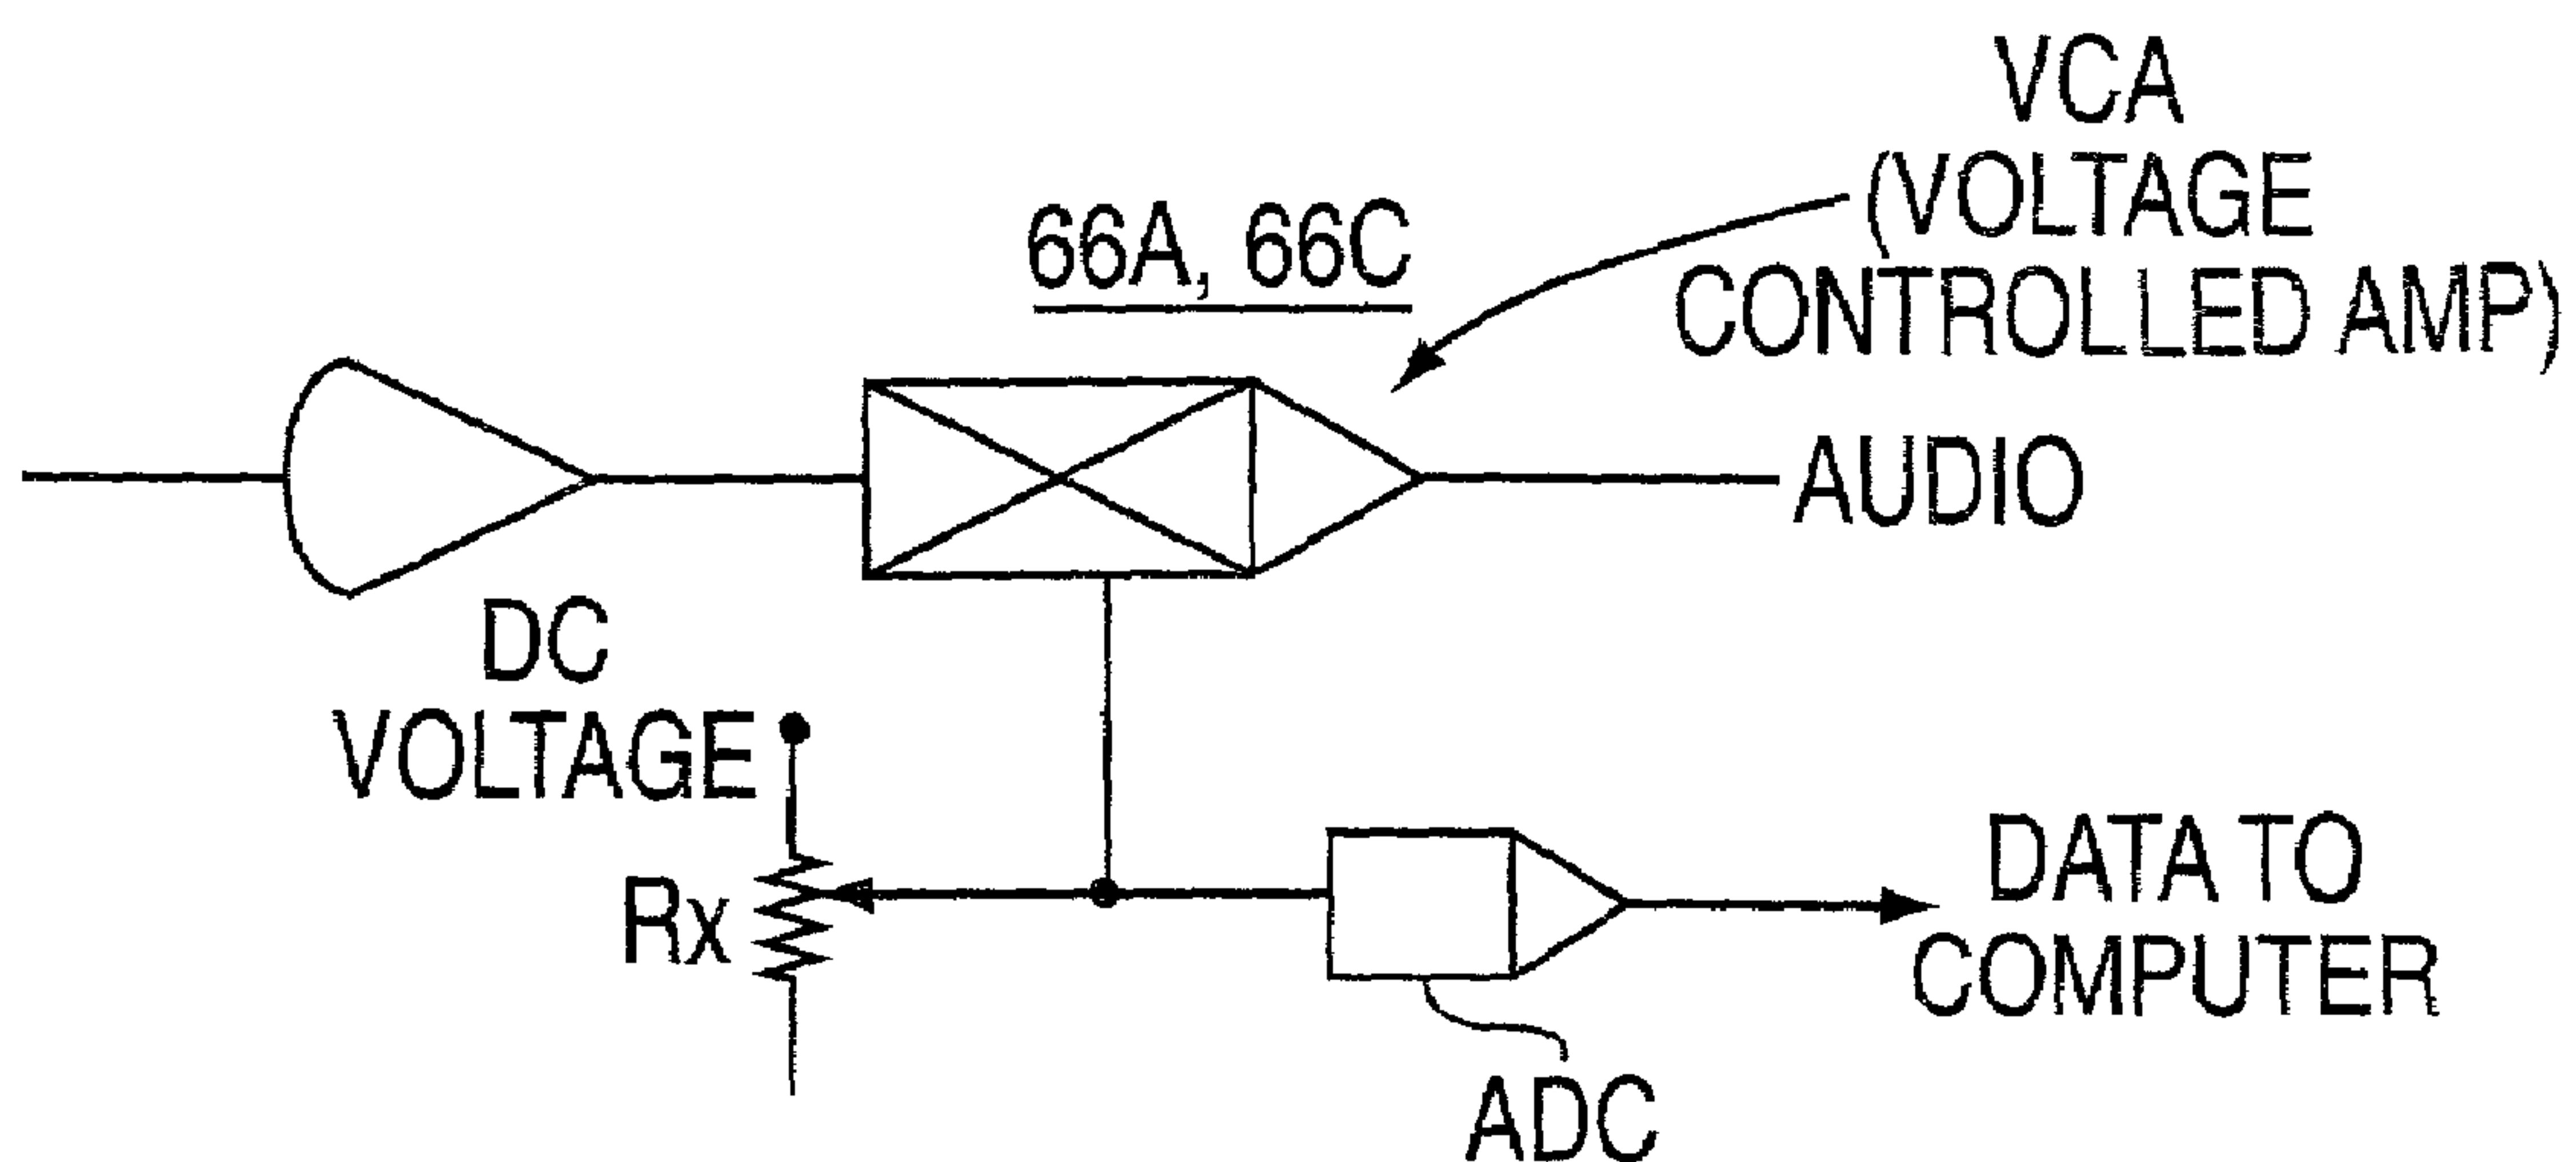 VCA
(VOLTAGE
CONTROLLED AMP)
66A, 66C
AUDIO
DC
VOLTAGE
Rx
DATA TO
COMPUTER
ADC